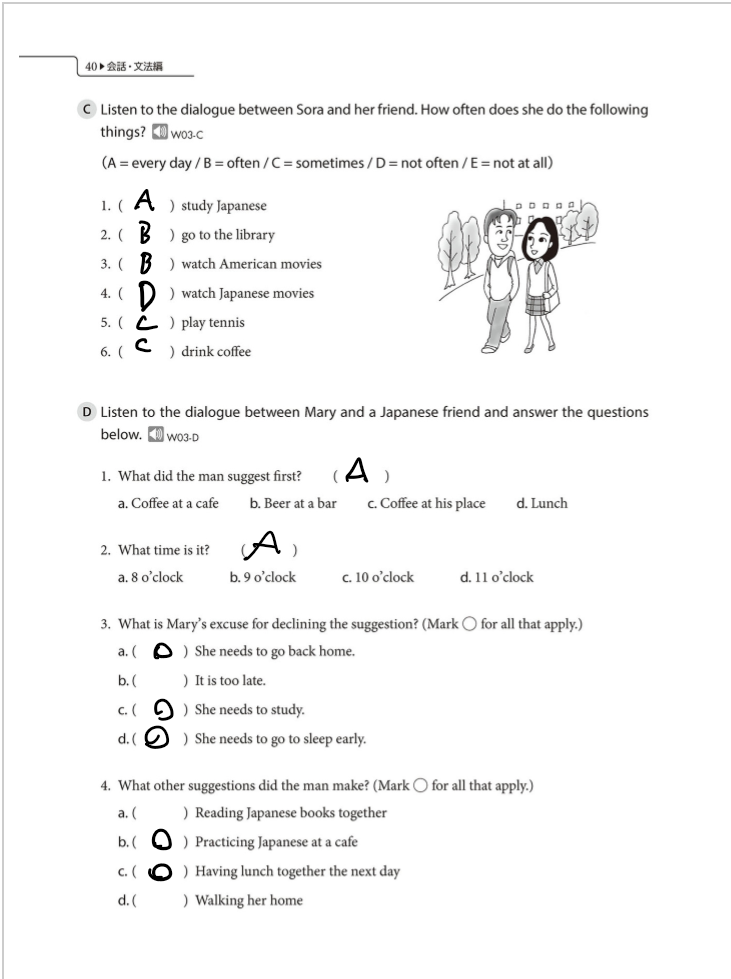 40▶会話・文法編
C Listen to the dialogue between Sora and her friend. How often does she do the following
things? W03-C
(A = every day / B = often / C = sometimes / D = not often / E = not at all)
1. ( A ) study Japanese
2. ( B ) go to the library
3. ( B ) watch American movies
4. ( D ) watch Japanese movies
5. ( C ) play tennis
6. ( C ) drink coffee
D Listen to the dialogue between Mary and a Japanese friend and answer the questions
below. W03-D
1. What did the man suggest first? ( A )
a. Coffee at a cafe b. Beer at a bar c. Coffee at his place d. Lunch
2. What time is it? ( A )
a. 8 o’clock b. 9 o’clock c. 10 o’clock d. 11 o’clock
3. What is Mary’s excuse for declining the suggestion? (Mark ○ for all that apply.)
a. ( ○ ) She needs to go back home.
b. ( ) It is too late.
c. ( ○ ) She needs to study.
d. ( ○ ) She needs to go to sleep early.
4. What other suggestions did the man make? (Mark ○ for all that apply.)
a. ( ) Reading Japanese books together
b. ( ○ ) Practicing Japanese at a cafe
c. ( ○ ) Having lunch together the next day
d. ( ) Walking her home